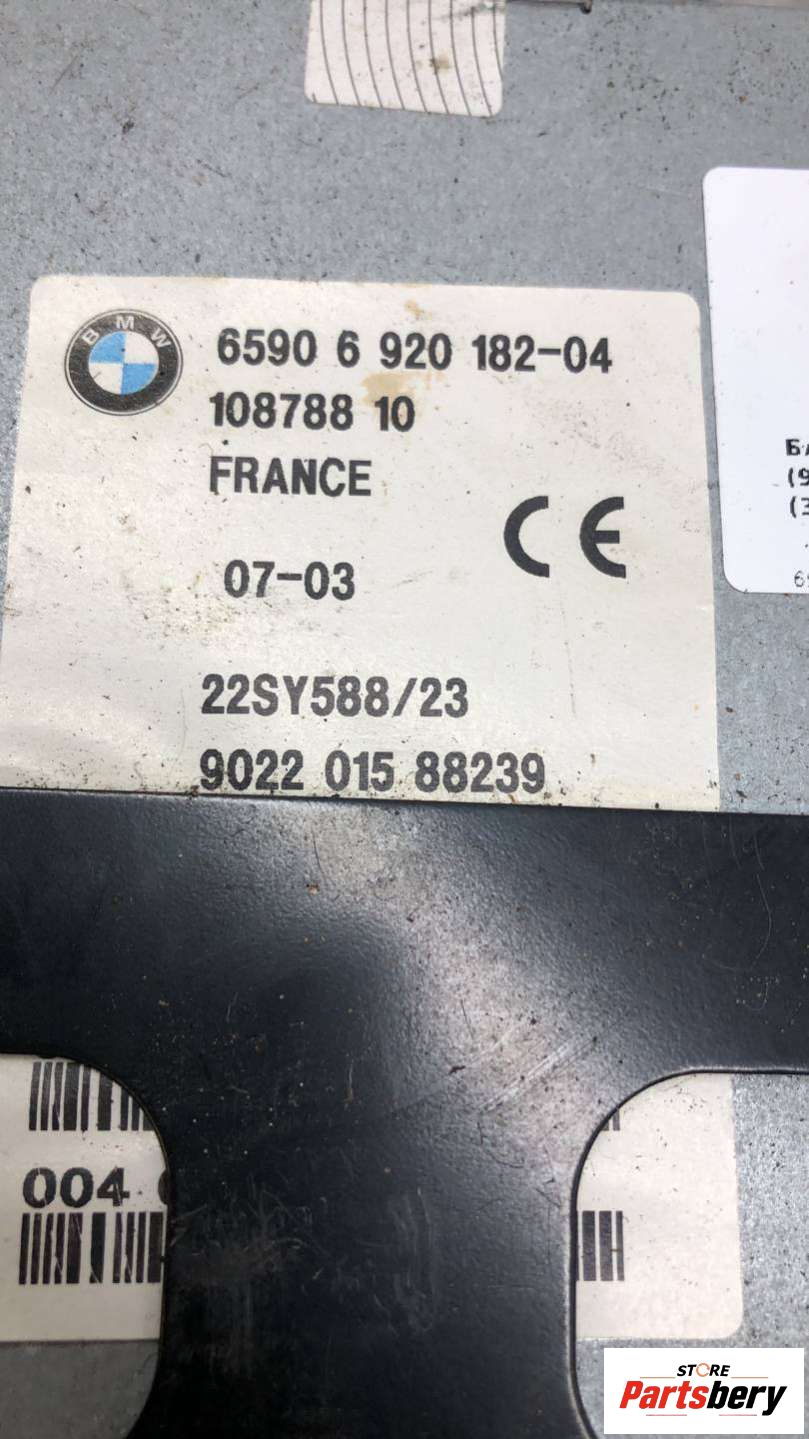 BMW
6590 6 920 182-04
108788 10
FRANCE
CE
07-03
22SY588/23
9022 015 88239
004
STORE
Partsbery